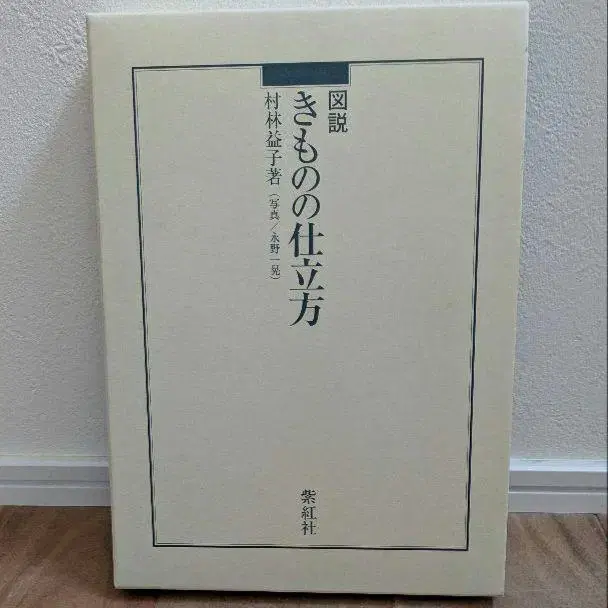 図説
きものの仕立方
村林益子著（写真／永野一晃）
紫紅社